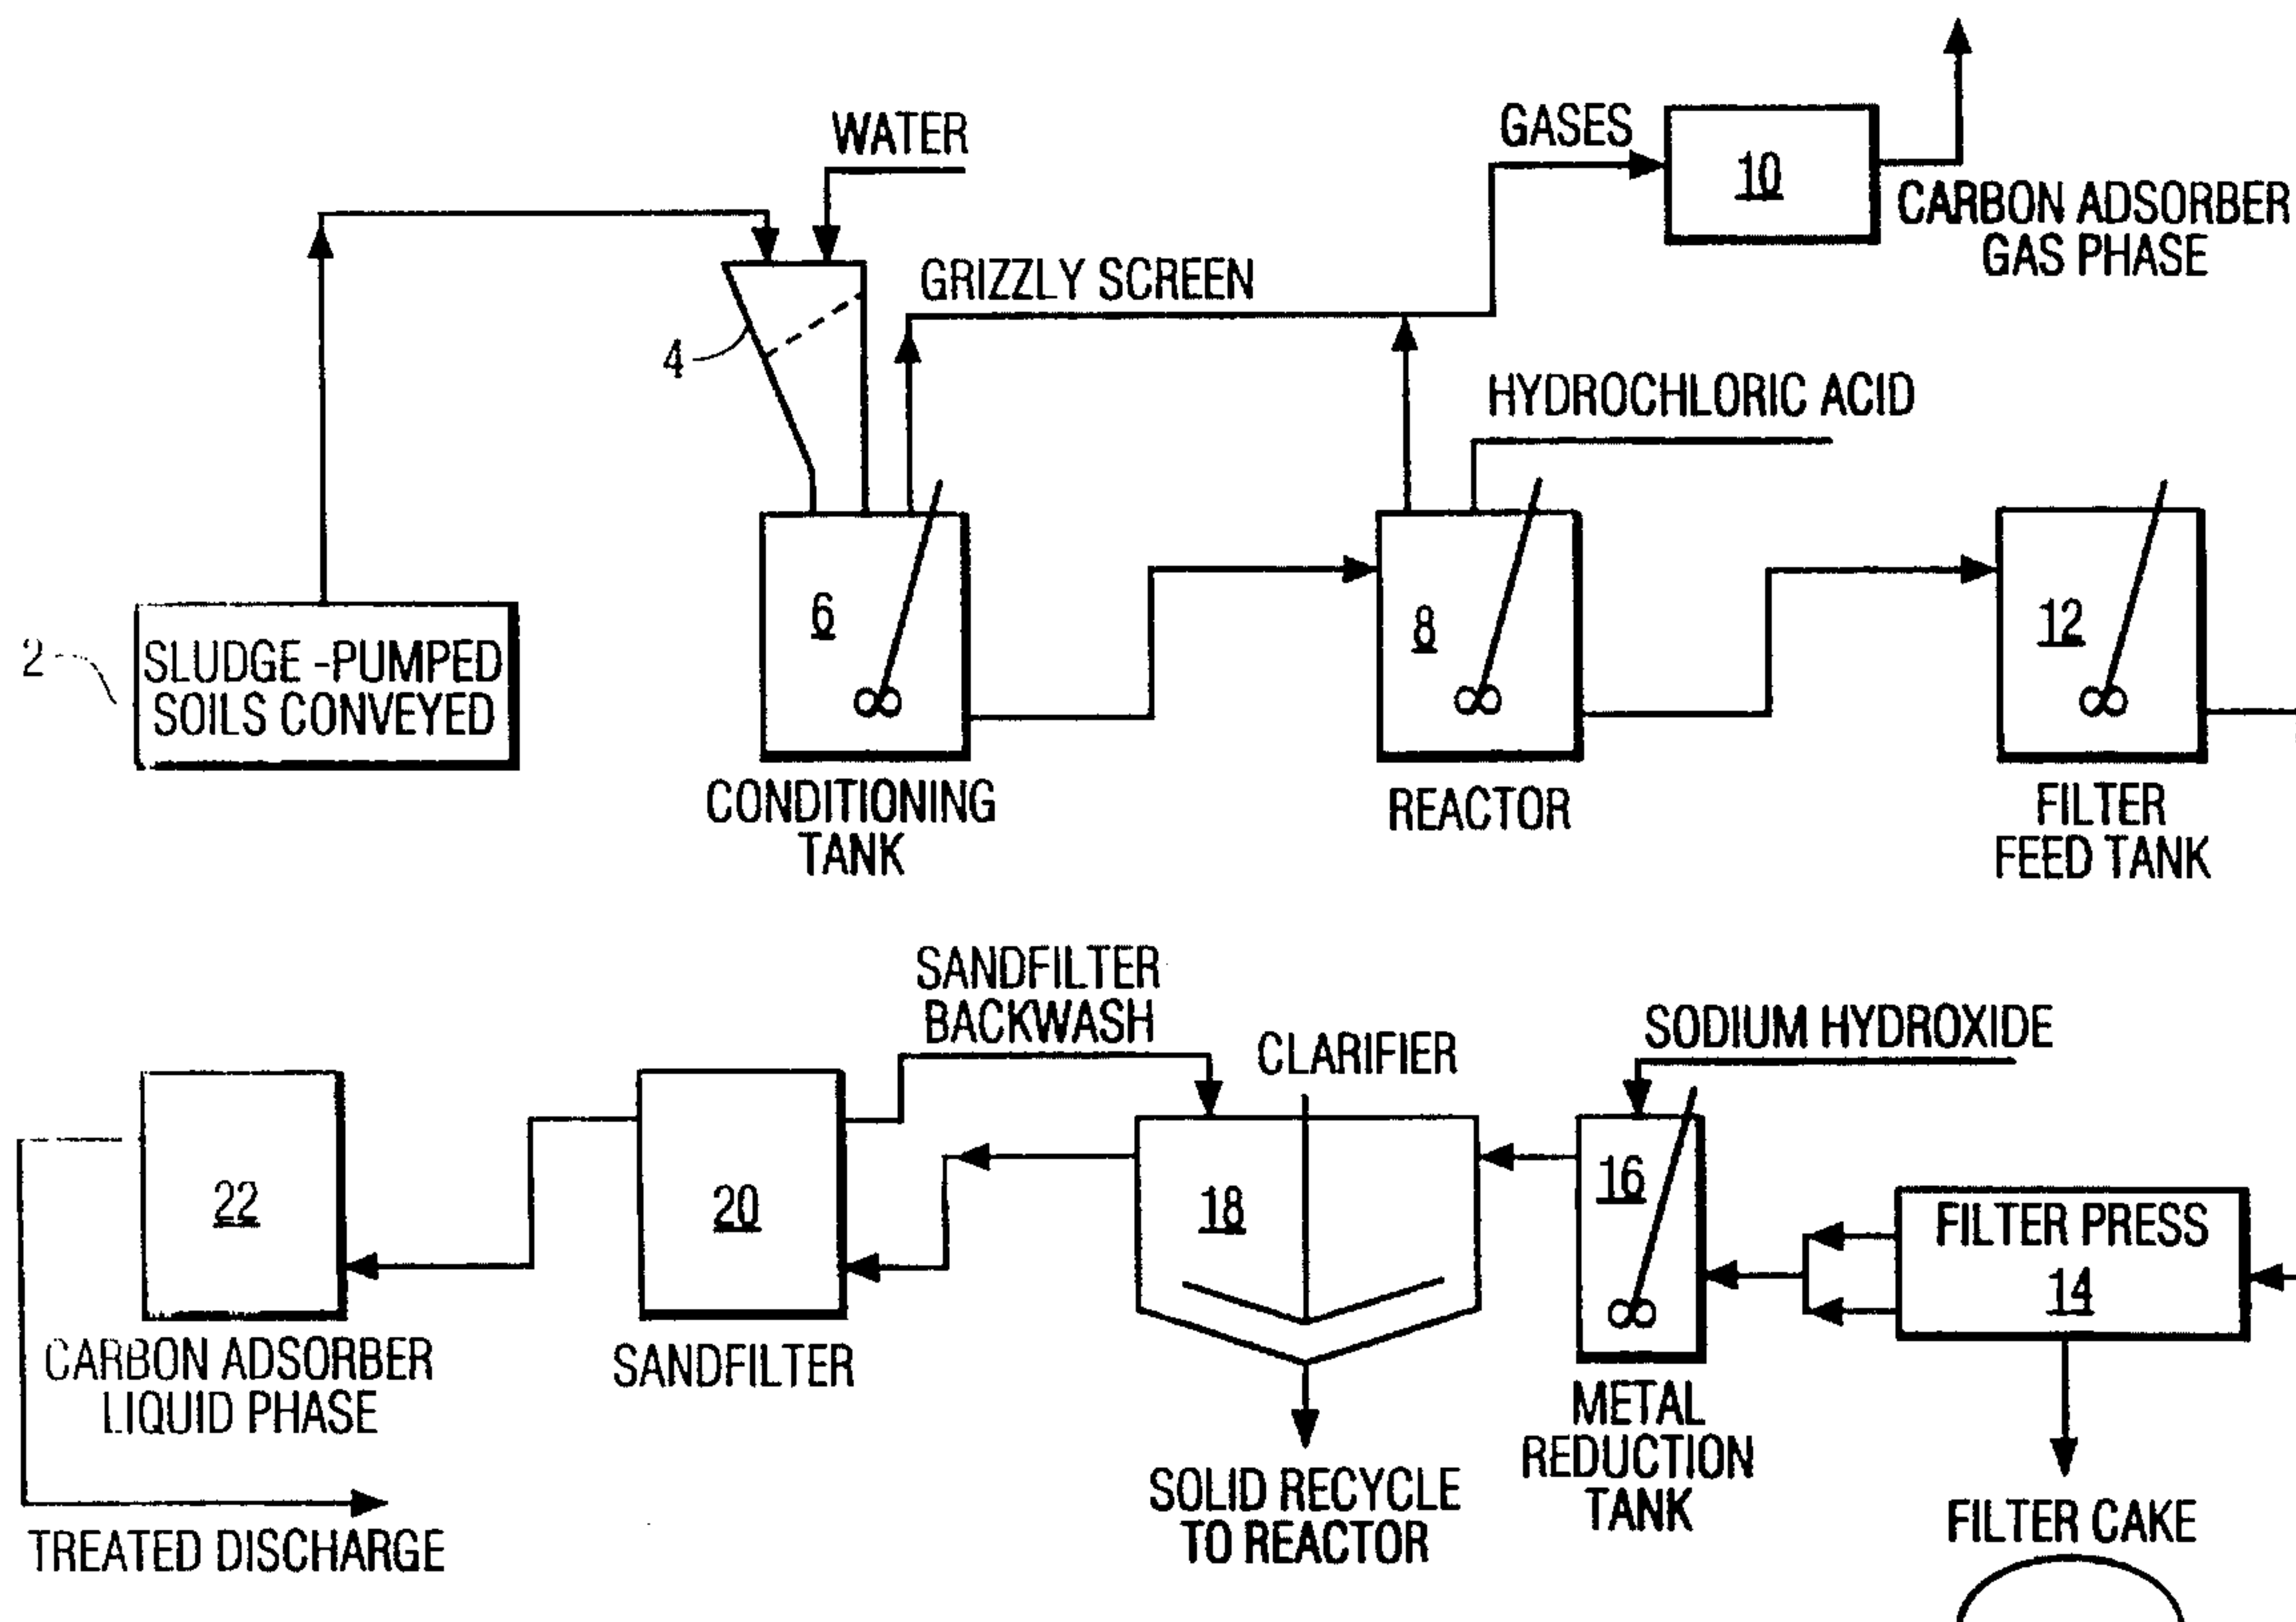 WATER
GASES
10
CARBON ADSORBER
GAS PHASE
GRIZZLY SCREEN
4
HYDROCHLORIC ACID
2
SLUDGE -PUMPED
SOILS CONVEYED
6
8
12
CONDITIONING
TANK
REACTOR
FILTER
FEED TANK
SANDFILTER
BACKWASH
CLARIFIER
SODIUM HYDROXIDE
22
20
18
16
FILTER PRESS
14
CARBON ADSORBER
LIQUID PHASE
SANDFILTER
METAL
REDUCTION
TANK
SOLID RECYCLE
TO REACTOR
FILTER CAKE
TREATED DISCHARGE